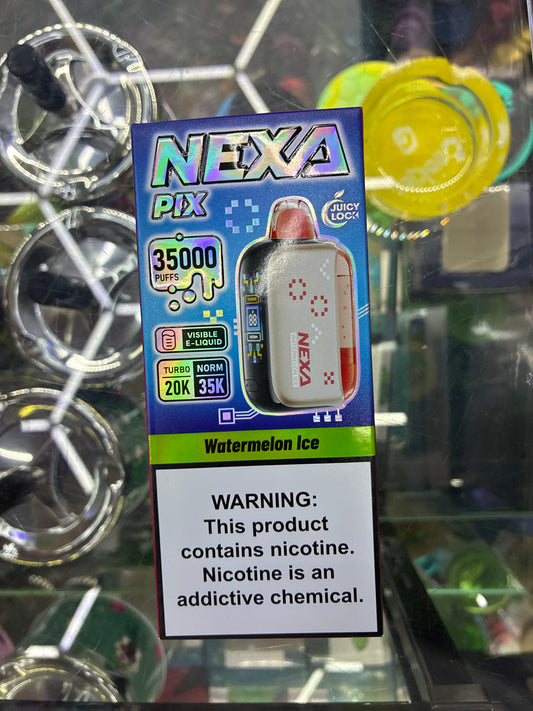 NEXA
PIX
JUICY
LOCK
35000
PUFFS
VISIBLE
E-LIQUID
TURBO
20K
NORM
35K
NEXA
Watermelon Ice
WARNING:
This product
contains nicotine.
Nicotine is an
addictive chemical.